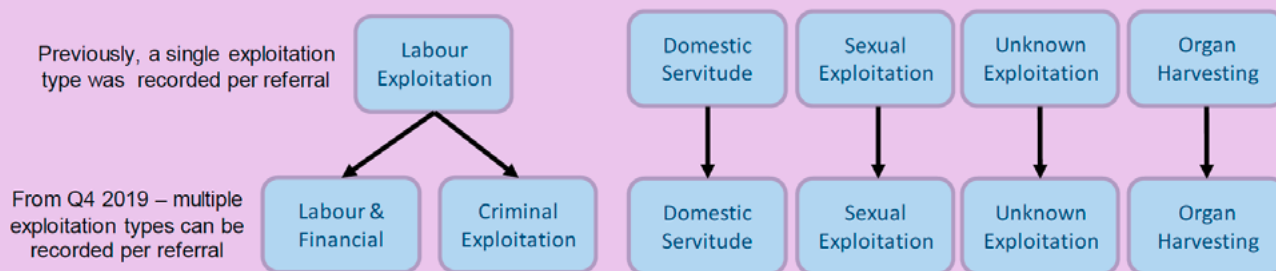 Previously, a single exploitation
type was recorded per referral
Labour
Exploitation
Domestic
Servitude
Sexual
Exploitation
Unknown
Exploitation
Organ
Harvesting
From Q4 2019 – multiple
exploitation types can be
recorded per referral
Labour &
Financial
Criminal
Exploitation
Domestic
Servitude
Sexual
Exploitation
Unknown
Exploitation
Organ
Harvesting